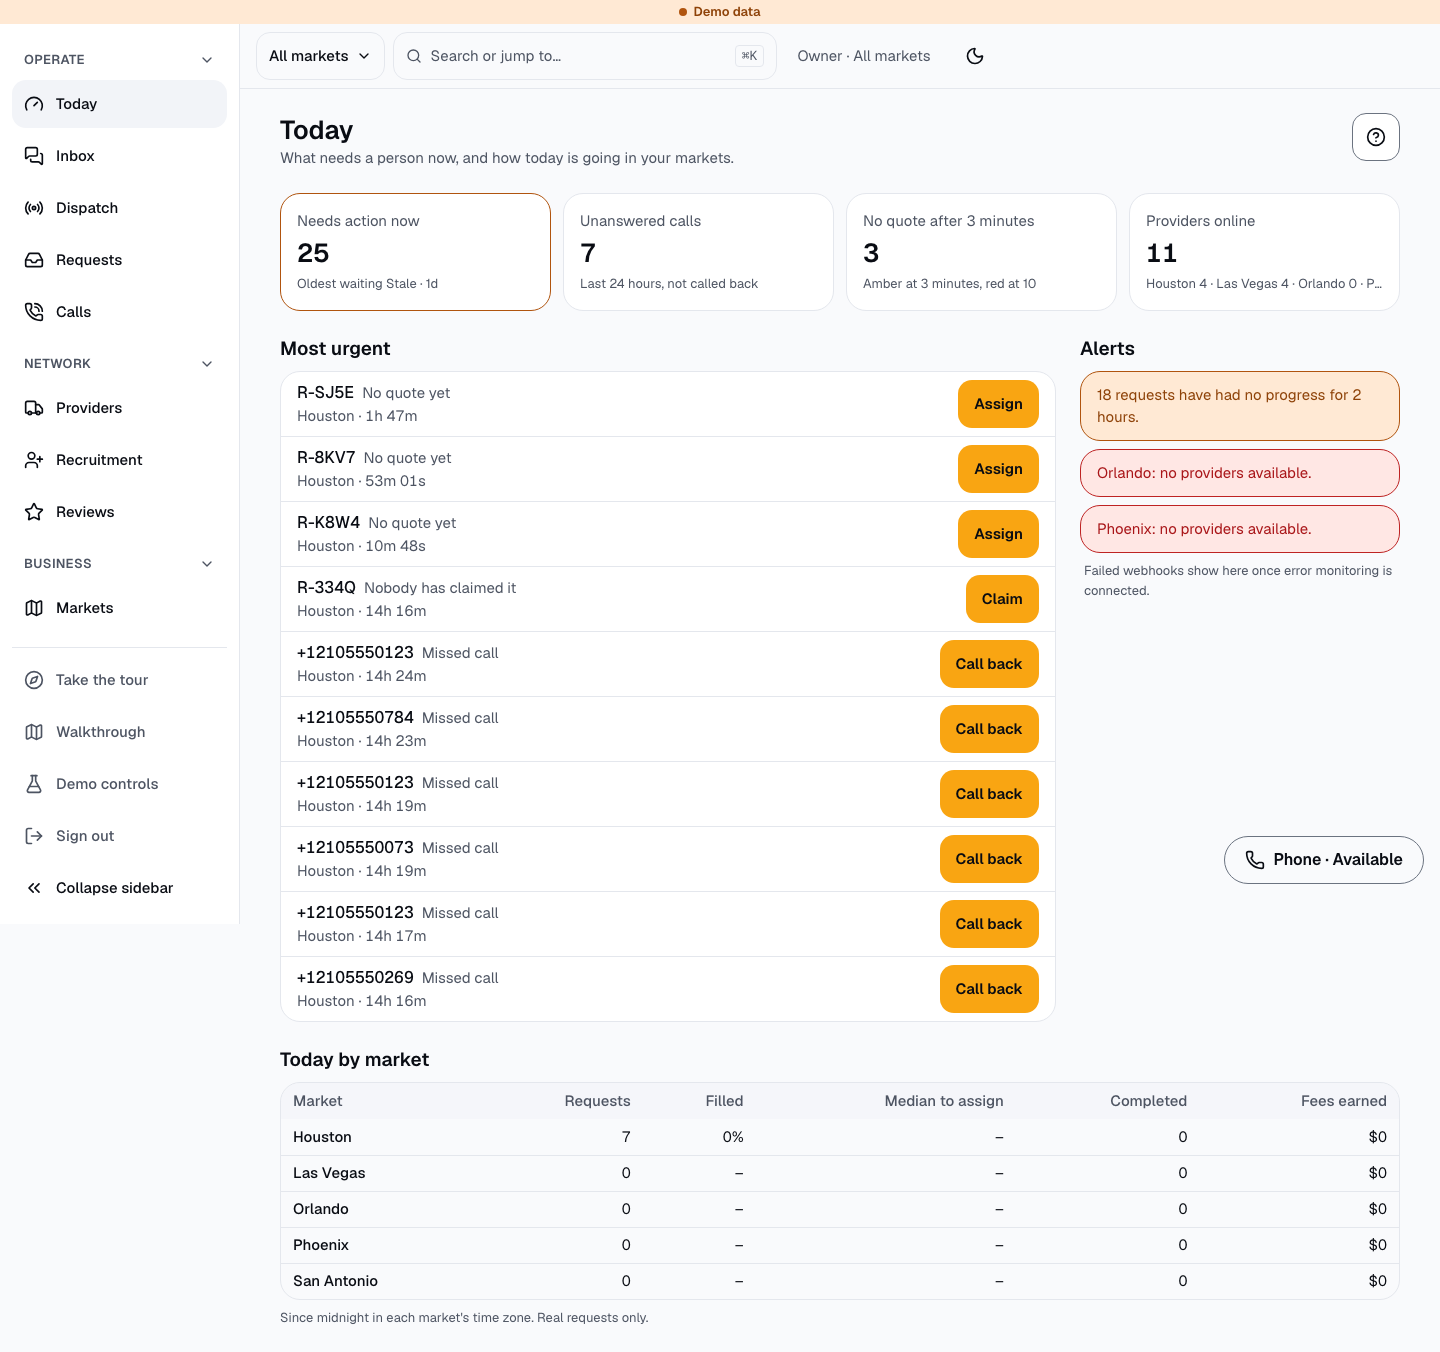 Demo data
OPERATE
Today
Inbox
Dispatch
Requests
Calls
NETWORK
Providers
Recruitment
Reviews
BUSINESS
Markets
Take the tour
Walkthrough
Demo controls
Sign out
Collapse sidebar
All markets
Search or jump to...
⌘K
Owner · All markets
Today
What needs a person now, and how today is going in your markets.
Needs action now
25
Oldest waiting Stale · 1d
Unanswered calls
7
Last 24 hours, not called back
No quote after 3 minutes
3
Amber at 3 minutes, red at 10
Providers online
11
Houston 4 · Las Vegas 4 · Orlando 0 · P...
Most urgent
R-SJ5E No quote yet
Houston · 1h 47m
Assign
R-8KV7 No quote yet
Houston · 53m 01s
Assign
R-K8W4 No quote yet
Houston · 10m 48s
Assign
R-334Q Nobody has claimed it
Houston · 14h 16m
Claim
+12105550123 Missed call
Houston · 14h 24m
Call back
+12105550784 Missed call
Houston · 14h 23m
Call back
+12105550123 Missed call
Houston · 14h 19m
Call back
+12105550073 Missed call
Houston · 14h 19m
Call back
+12105550123 Missed call
Houston · 14h 17m
Call back
+12105550269 Missed call
Houston · 14h 16m
Call back
Alerts
18 requests have had no progress for 2
hours.
Orlando: no providers available.
Phoenix: no providers available.
Failed webhooks show here once error monitoring is
connected.
Phone · Available
Today by market
Market Requests Filled Median to assign Completed Fees earned
Houston 7 0% – 0 $0
Las Vegas 0 – – 0 $0
Orlando 0 – – 0 $0
Phoenix 0 – – 0 $0
San Antonio 0 – – 0 $0
Since midnight in each market's time zone. Real requests only.